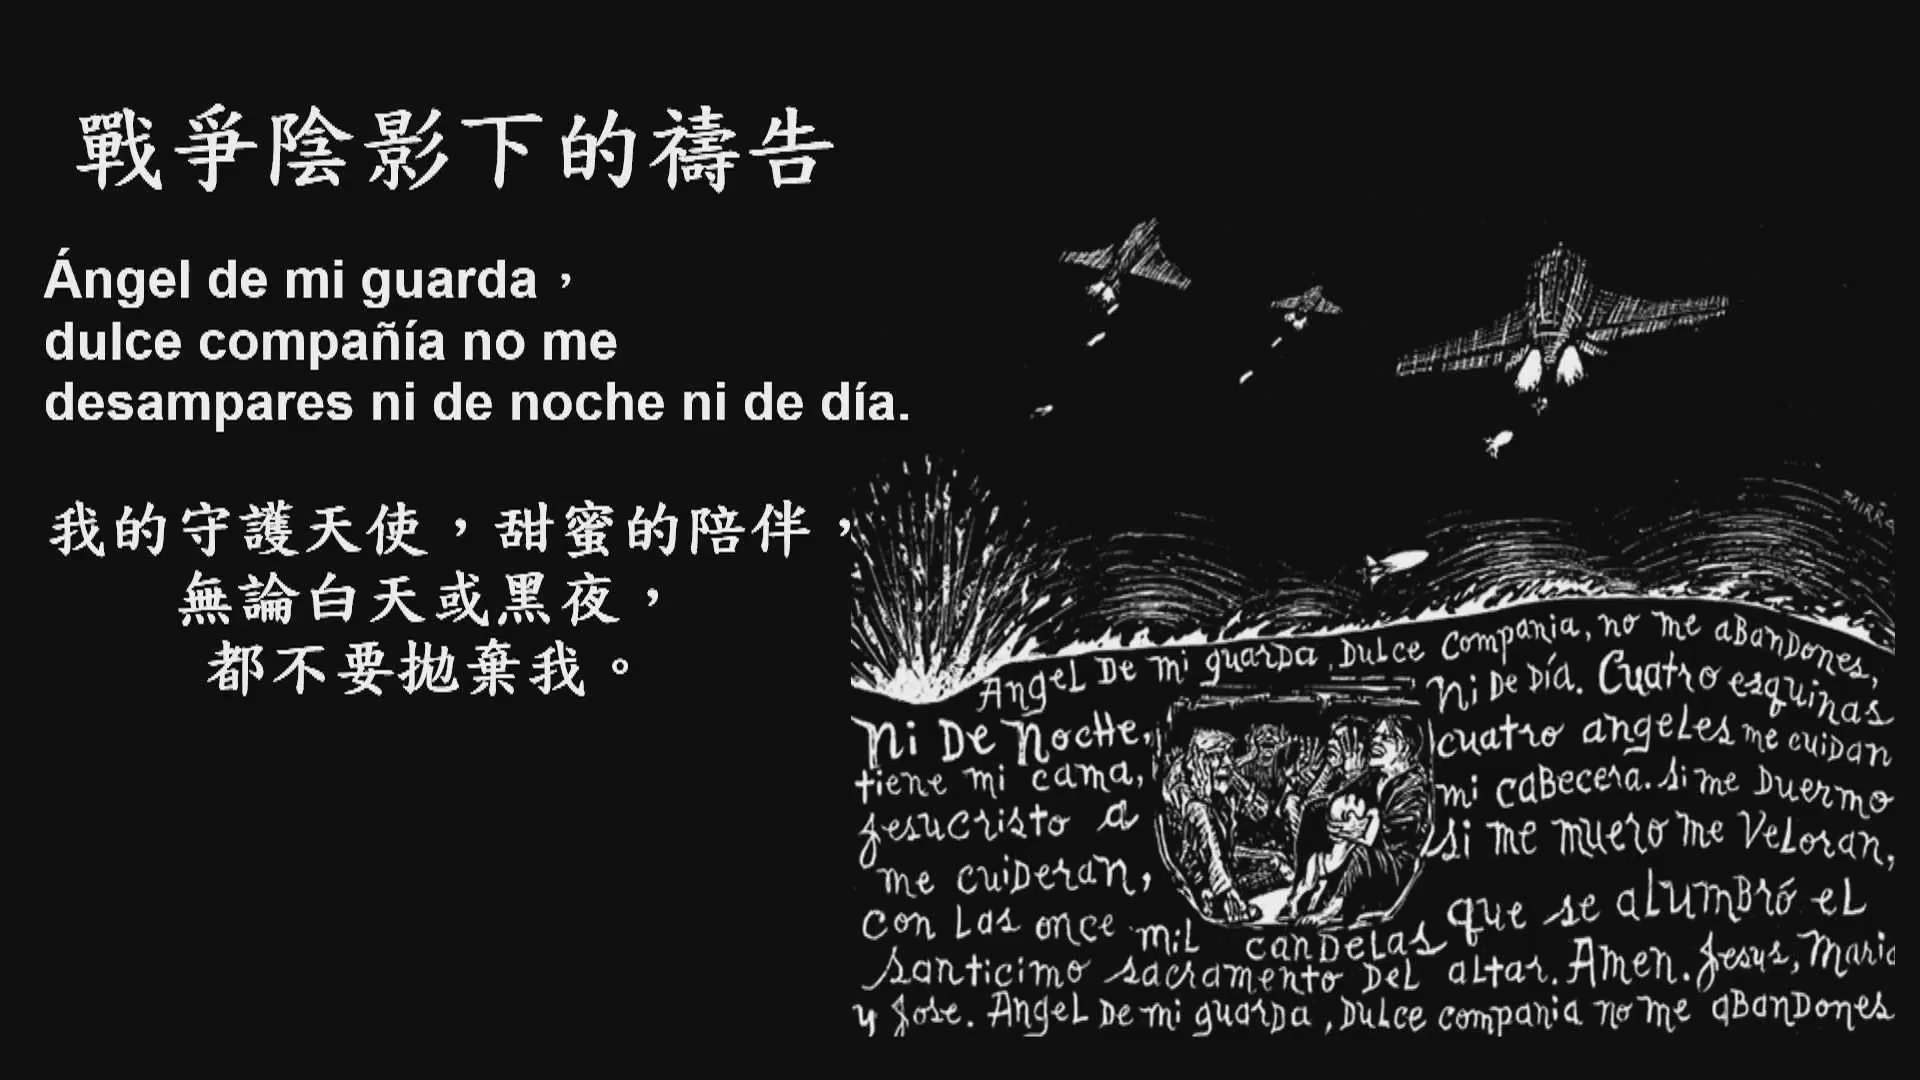 戰爭陰影下的禱告
Ángel de mi guarda，
dulce compañía no me
desampares ni de noche ni de día.
我的守護天使，甜蜜的陪伴，
無論白天或黑夜，
都不要拋棄我。
Angel De mi guarda, Dulce compania, no me aBanDones,
Ni De Noche, Ni De Día. Cuatro esquinas
tiene mi cama, cuatro angeles me cuiDan
mi caBecera. Si me Duermo
Jesucristo a
me cuiDeran, si me muero me Veloran,
con Las once mil canDeLas que se aLumBró eL
santicimo sacramento DeL aLtar. Amen. Jesus, Maria
y Jose. AngeL De mi guarDa, DuLce compania no me aBanDones